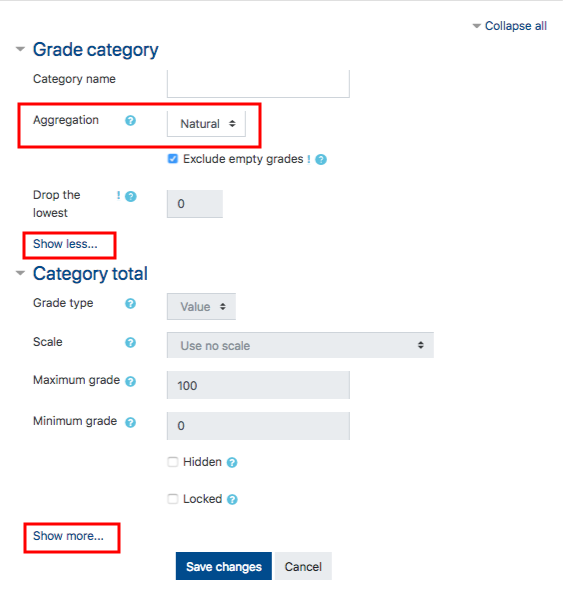 Collapse all
Grade category
Category name
Aggregation ? Natural
Exclude empty grades ! ?
Drop the ! ? 0
lowest
Show less...
Category total
Grade type ? Value
Scale ? Use no scale
Maximum grade ? 100
Minimum grade ? 0
Hidden ?
Locked ?
Show more...
Save changes Cancel